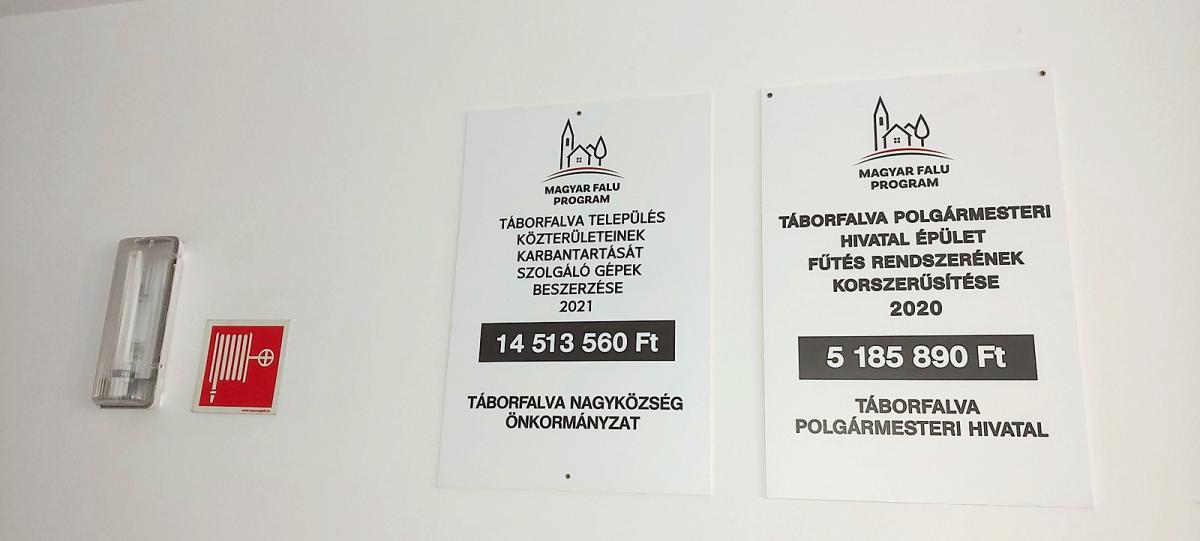 MAGYAR FALU
PROGRAM
TÁBORFALVA TELEPÜLÉS
KÖZTERÜLETEINEK
KARBANTARTÁSÁT
SZOLGÁLÓ GÉPEK
BESZERZÉSE
2021
14 513 560 Ft
TÁBORFALVA NAGYKÖZSÉG
ÖNKORMÁNYZAT
MAGYAR FALU
PROGRAM
TÁBORFALVA POLGÁRMESTERI
HIVATAL ÉPÜLET
FŰTÉS RENDSZERÉNEK
KORSZERŰSÍTÉSE
2020
5 185 890 Ft
TÁBORFALVA
POLGÁRMESTERI HIVATAL